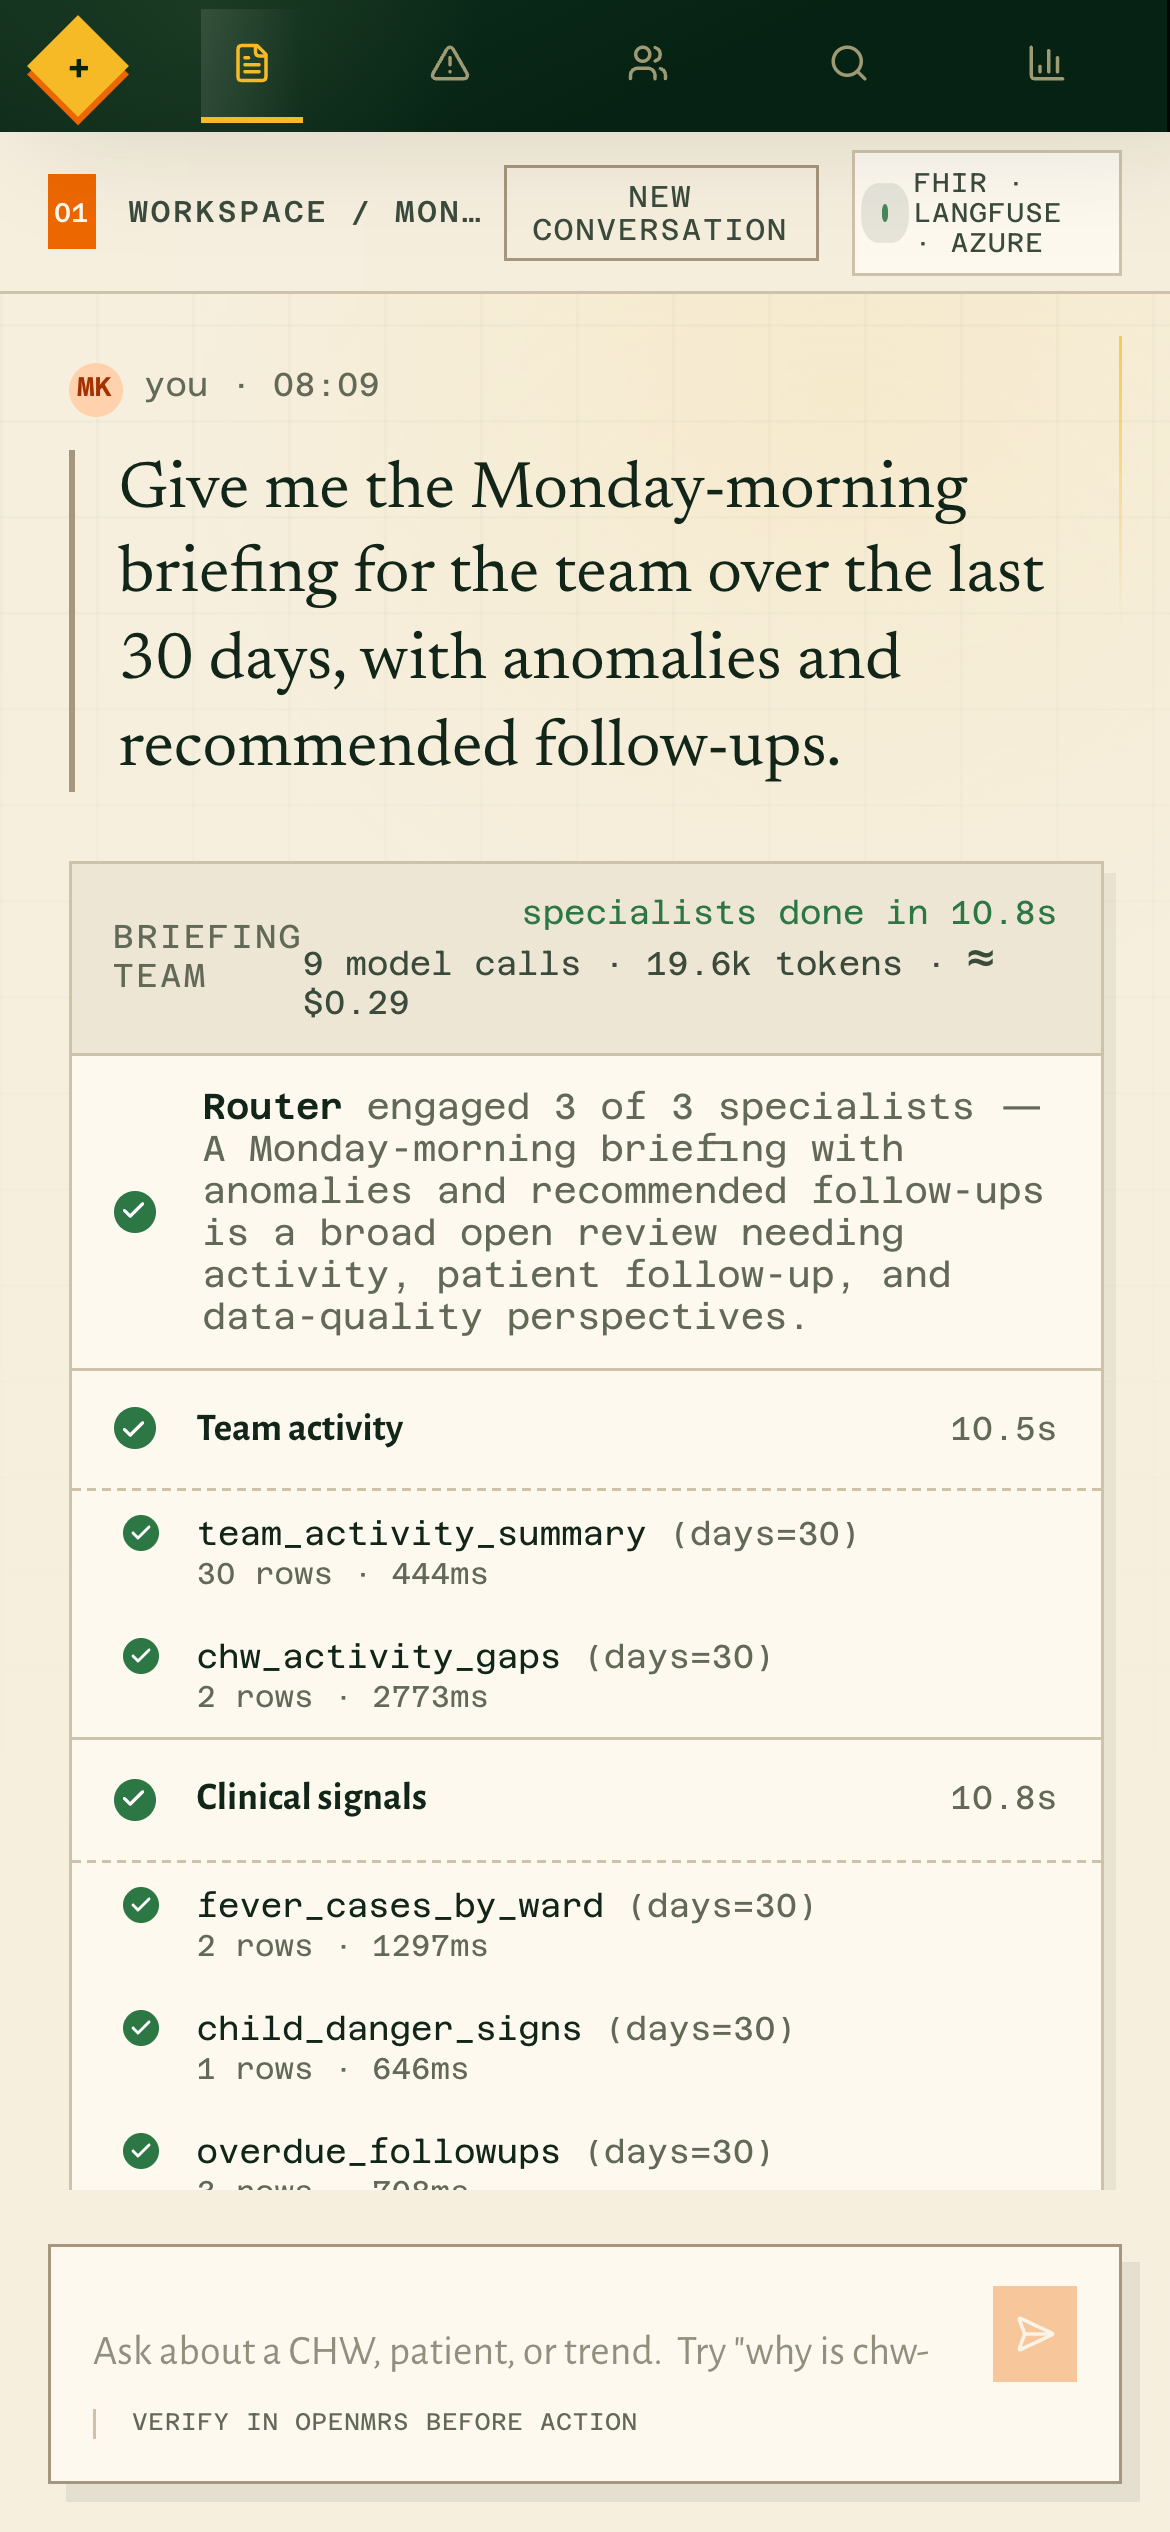 +
01
WORKSPACE / MON…
NEW
CONVERSATION
FHIR ·
LANGFUSE
· AZURE
MK
you · 08:09
Give me the Monday-morning
briefing for the team over the last
30 days, with anomalies and
recommended follow-ups.
BRIEFING
TEAM
specialists done in 10.8s
9 model calls · 19.6k tokens · ≈
$0.29
Router engaged 3 of 3 specialists —
A Monday-morning briefing with
anomalies and recommended follow-ups
is a broad open review needing
activity, patient follow-up, and
data-quality perspectives.
Team activity
10.5s
team_activity_summary (days=30)
30 rows · 444ms
chw_activity_gaps (days=30)
2 rows · 2773ms
Clinical signals
10.8s
fever_cases_by_ward (days=30)
2 rows · 1297ms
child_danger_signs (days=30)
1 rows · 646ms
overdue_followups (days=30)
Ask about a CHW, patient, or trend. Try "why is chw-
VERIFY IN OPENMRS BEFORE ACTION